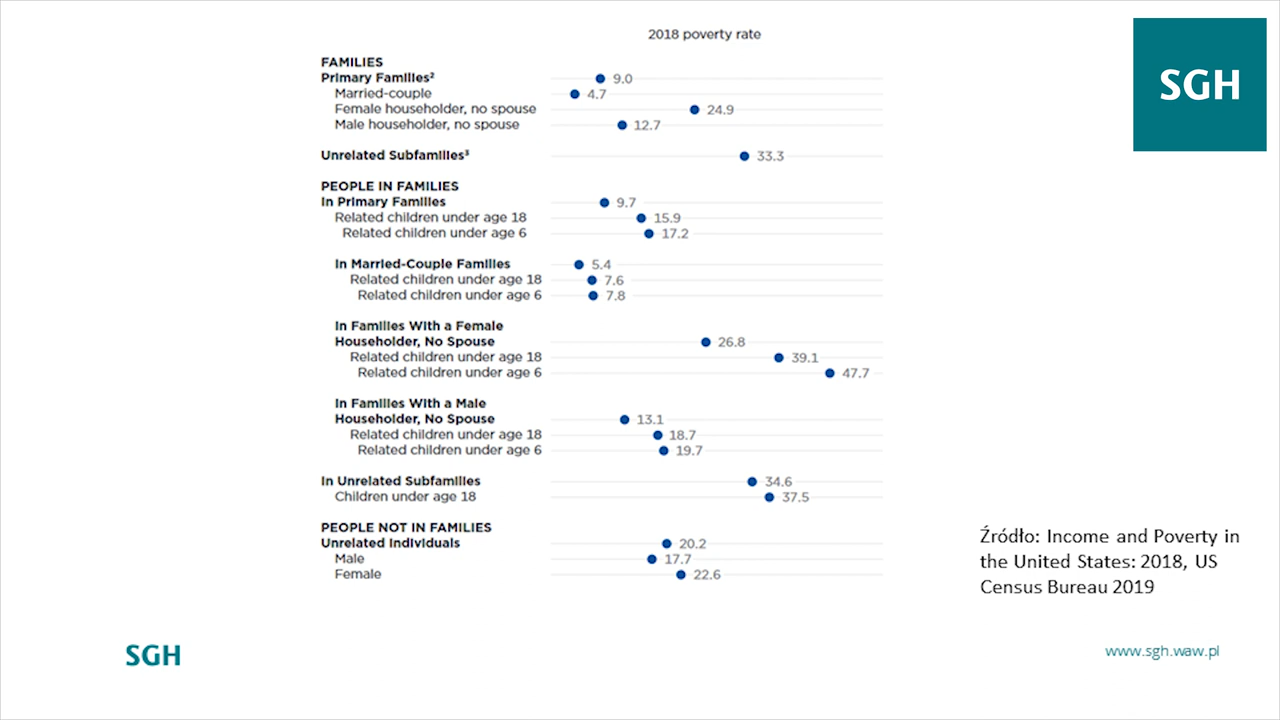 2018 poverty rate
SGH
FAMILIES
Primary Families² 9.0
Married-couple 4.7
Female householder, no spouse 24.9
Male householder, no spouse 12.7
Unrelated Subfamilies³ 33.3
PEOPLE IN FAMILIES
In Primary Families 9.7
Related children under age 18 15.9
Related children under age 6 17.2
In Married-Couple Families 5.4
Related children under age 18 7.6
Related children under age 6 7.8
In Families With a Female
Householder, No Spouse 26.8
Related children under age 18 39.1
Related children under age 6 47.7
In Families With a Male
Householder, No Spouse 13.1
Related children under age 18 18.7
Related children under age 6 19.7
In Unrelated Subfamilies 34.6
Children under age 18 37.5
PEOPLE NOT IN FAMILIES
Unrelated Individuals 20.2
Male 17.7
Female 22.6
Źródło: Income and Poverty in
the United States: 2018, US
Census Bureau 2019
SGH
www.sgh.waw.pl